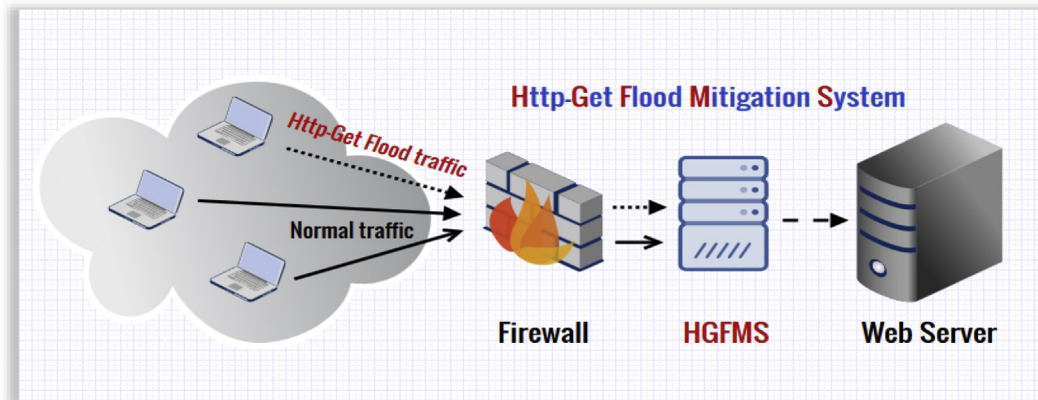 Http-Get Flood Mitigation System
Http-Get Flood traffic
Normal traffic
Firewall
HGFMS
Web Server